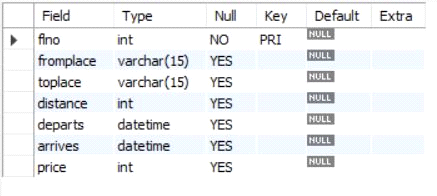 Field Type Null Key Default Extra
flno int NO PRI NULL
fromplace varchar(15) YES NULL
toplace varchar(15) YES NULL
distance int YES NULL
departs datetime YES NULL
arrives datetime YES NULL
price int YES NULL